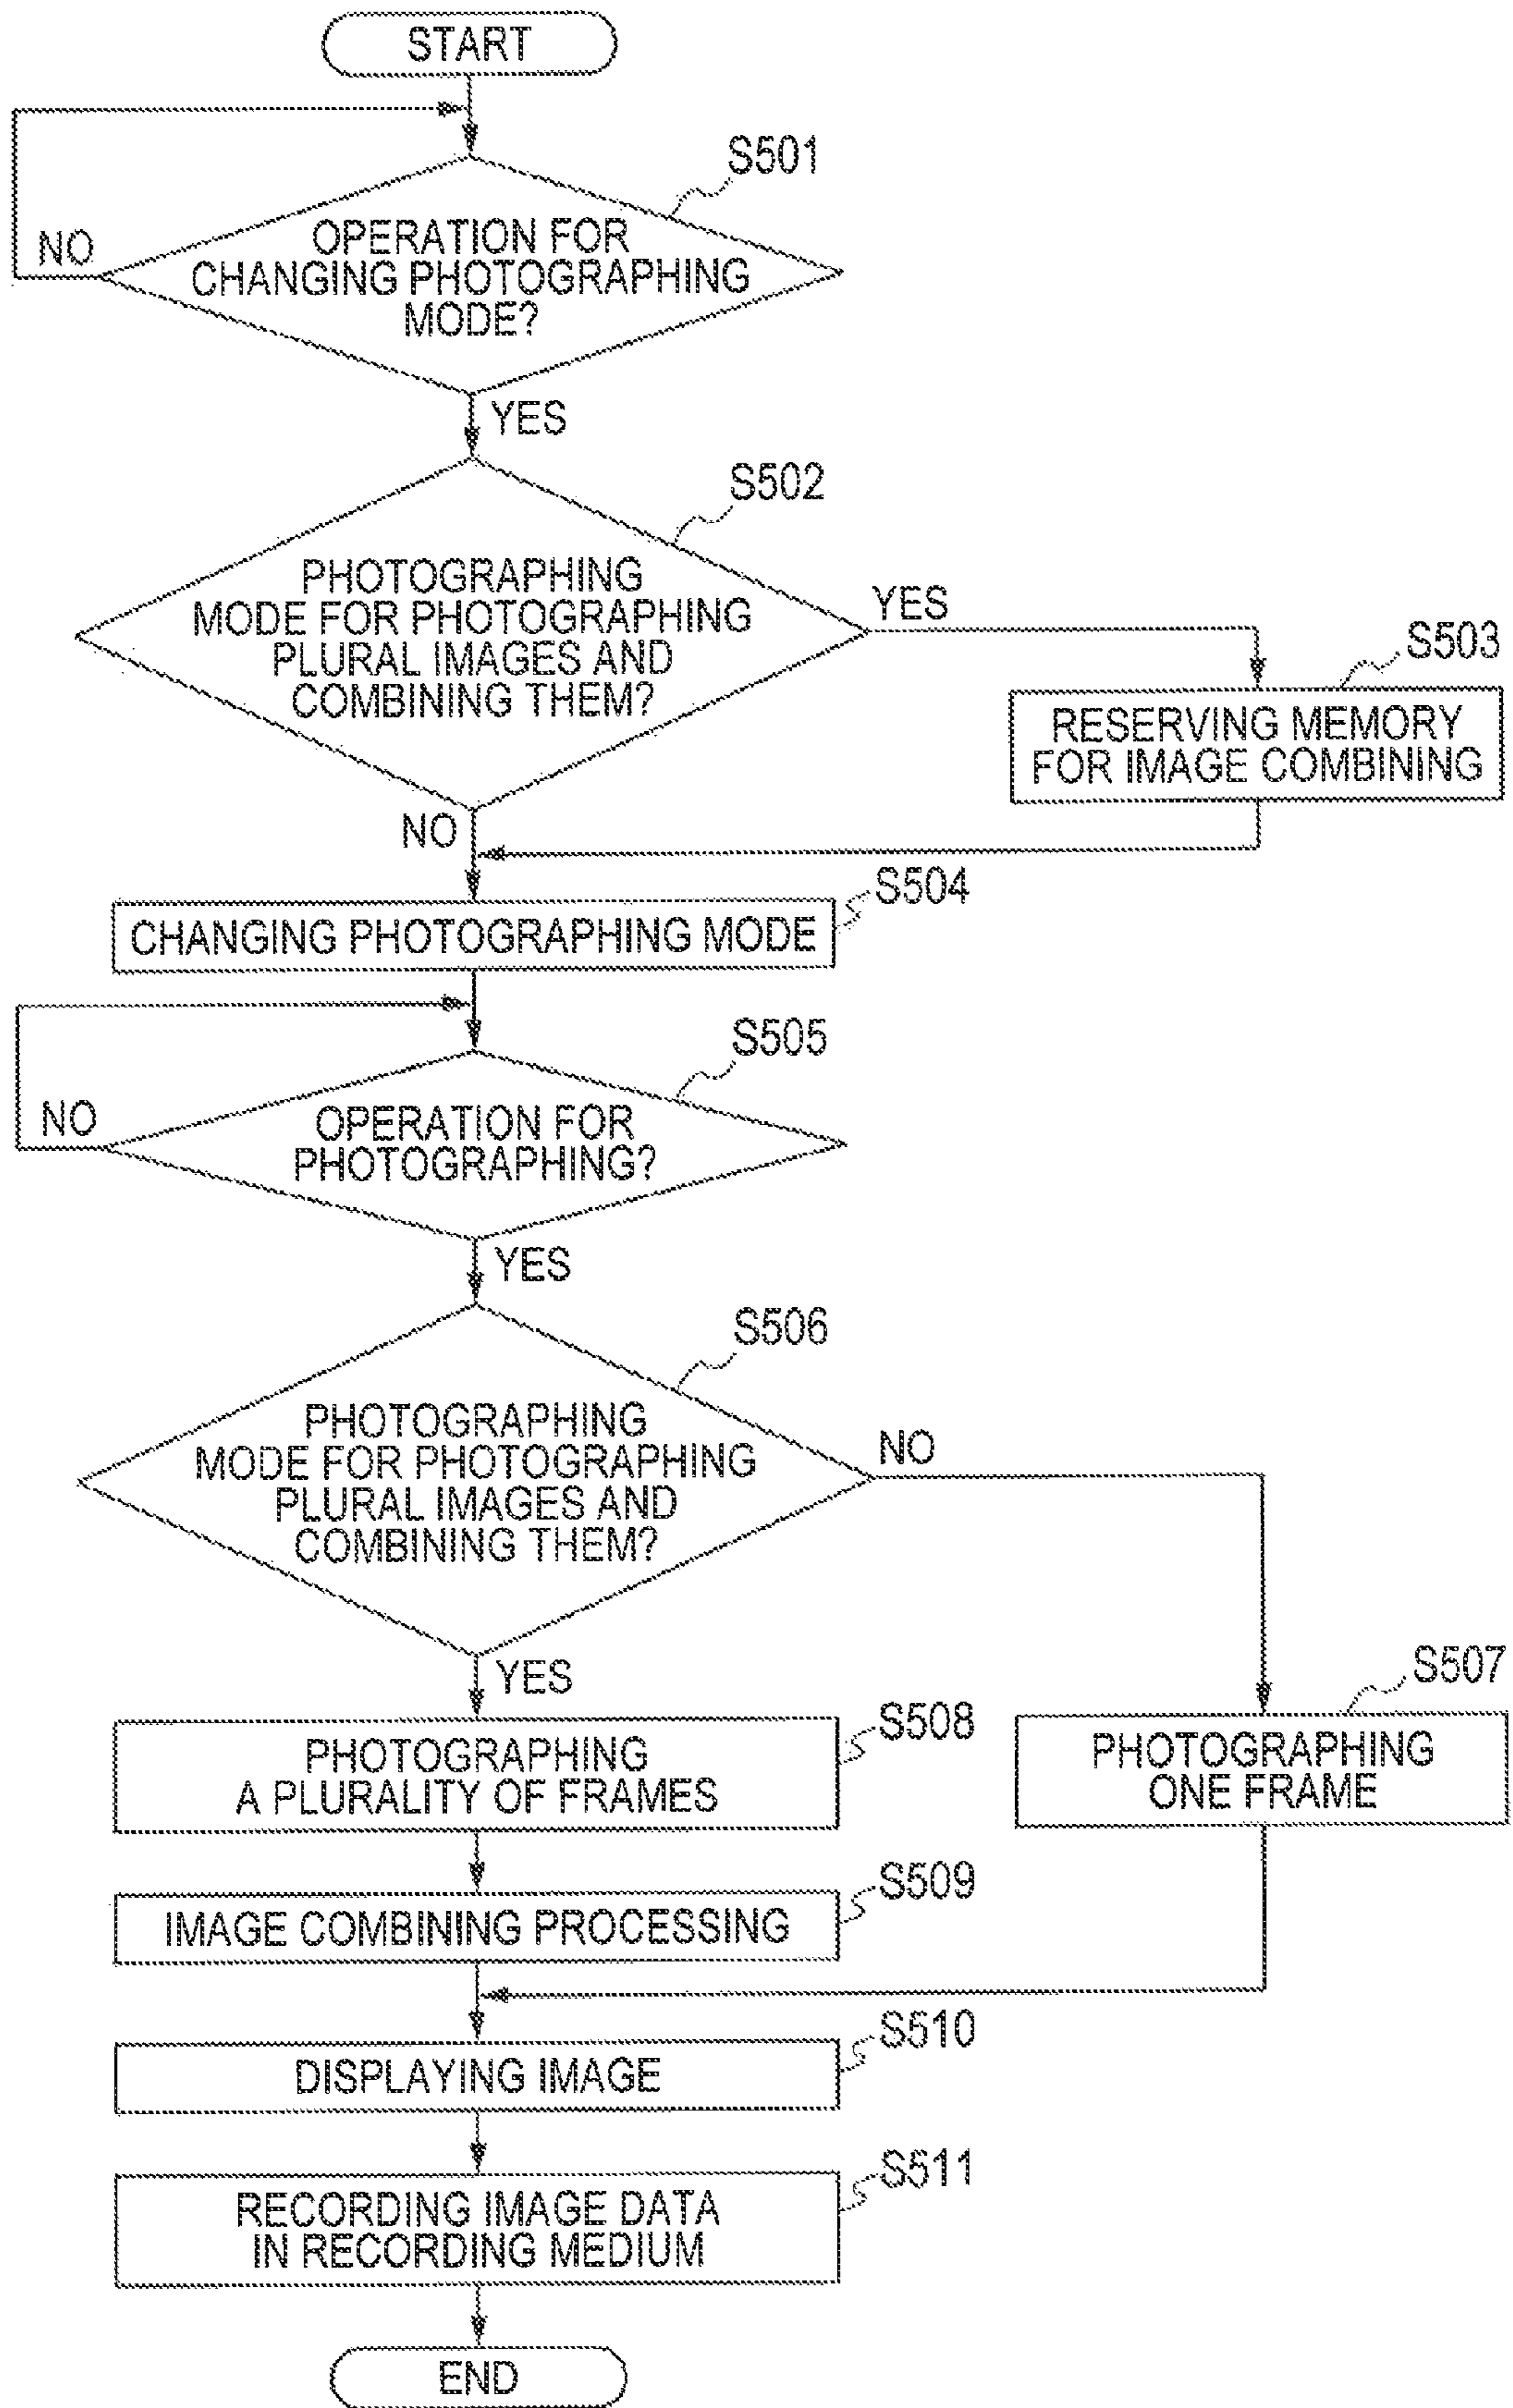 START
S501
OPERATION FOR
CHANGING PHOTOGRAPHING
MODE?
NO
YES
S502
PHOTOGRAPHING
MODE FOR PHOTOGRAPHING
PLURAL IMAGES AND
COMBINING THEM?
YES
S503
RESERVING MEMORY
FOR IMAGE COMBINING
NO
S504
CHANGING PHOTOGRAPHING MODE
S505
OPERATION FOR
PHOTOGRAPHING?
NO
YES
S506
PHOTOGRAPHING
MODE FOR PHOTOGRAPHING
PLURAL IMAGES AND
COMBINING THEM?
NO
YES
S507
PHOTOGRAPHING
ONE FRAME
S508
PHOTOGRAPHING
A PLURALITY OF FRAMES
S509
IMAGE COMBINING PROCESSING
S510
DISPLAYING IMAGE
S511
RECORDING IMAGE DATA
IN RECORDING MEDIUM
END